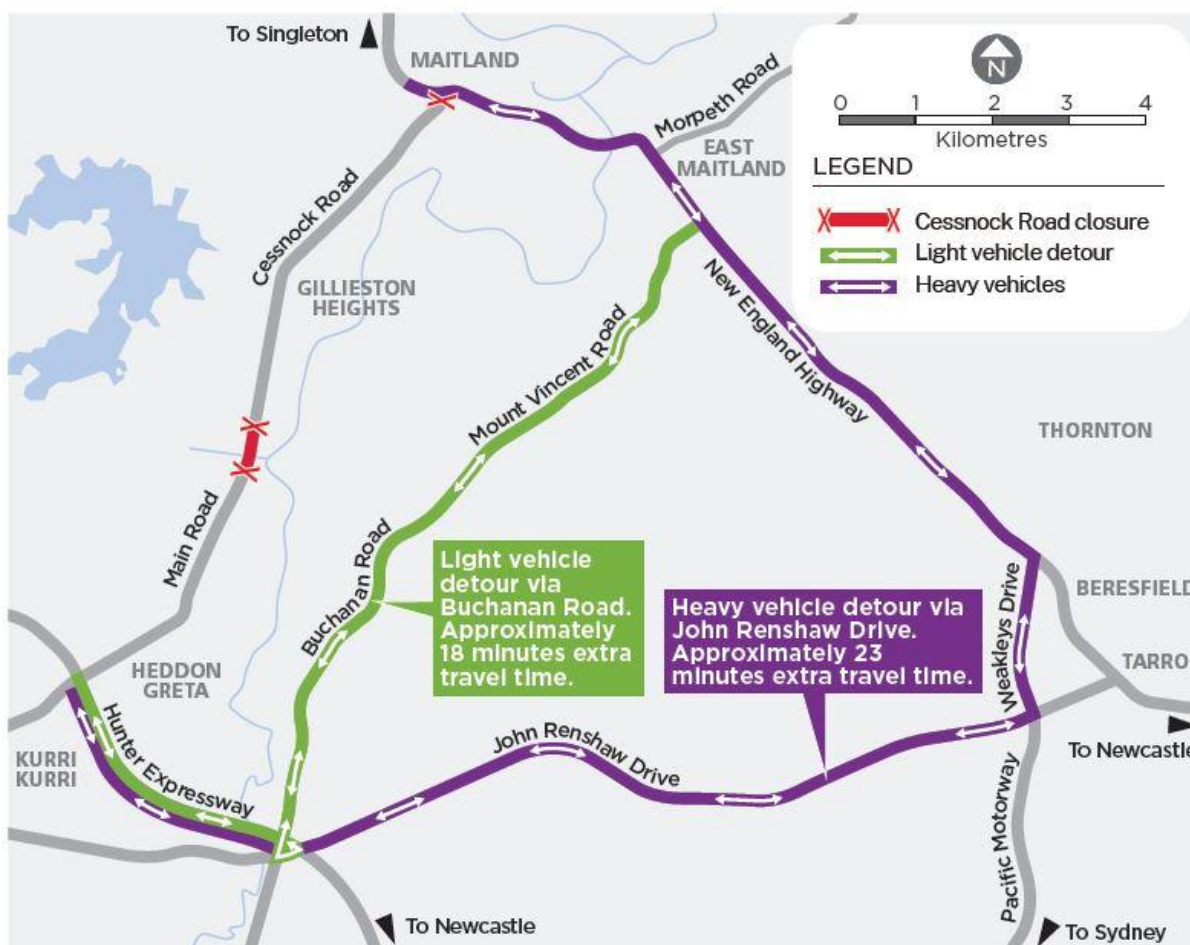 To Singleton
MAITLAND
Morpeth Road
EAST
MAITLAND
N
0 1 2 3 4
Kilometres
LEGEND
Cessnock Road closure
Light vehicle detour
Heavy vehicles
Cessnock Road
GILLIESTON
HEIGHTS
New England Highway
Mount Vincent Road
THORNTON
Main Road
Buchanan Road
Light vehicle
detour via
Buchanan Road.
Approximately
18 minutes extra
travel time.
Heavy vehicle detour via
John Renshaw Drive.
Approximately 23
minutes extra travel time.
Weakleys Drive
BERESFIELD
TARRO
HEDDON
GRETA
KURRI
KURRI
Hunter Expressway
John Renshaw Drive
To Newcastle
Pacific Motorway
To Newcastle
To Sydney